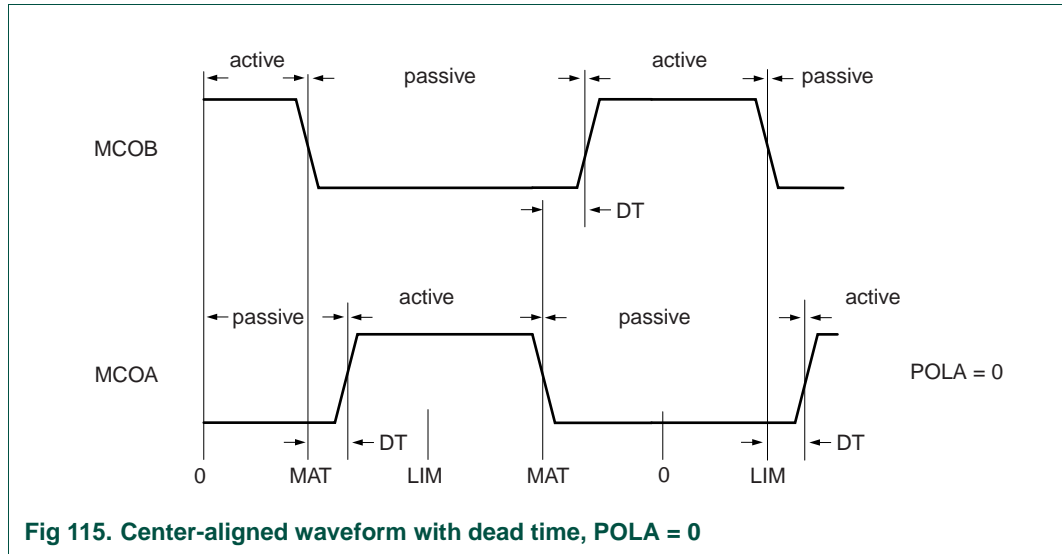 active
passive
active
passive
MCOB
DT
passive
active
passive
active
MCOA
POLA = 0
DT
DT
0
MAT
LIM
MAT
0
LIM
Fig 115. Center-aligned waveform with dead time, POLA = 0